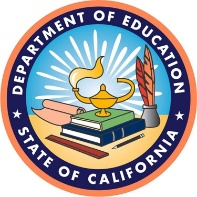 DEPARTMENT OF EDUCATION
STATE OF CALIFORNIA